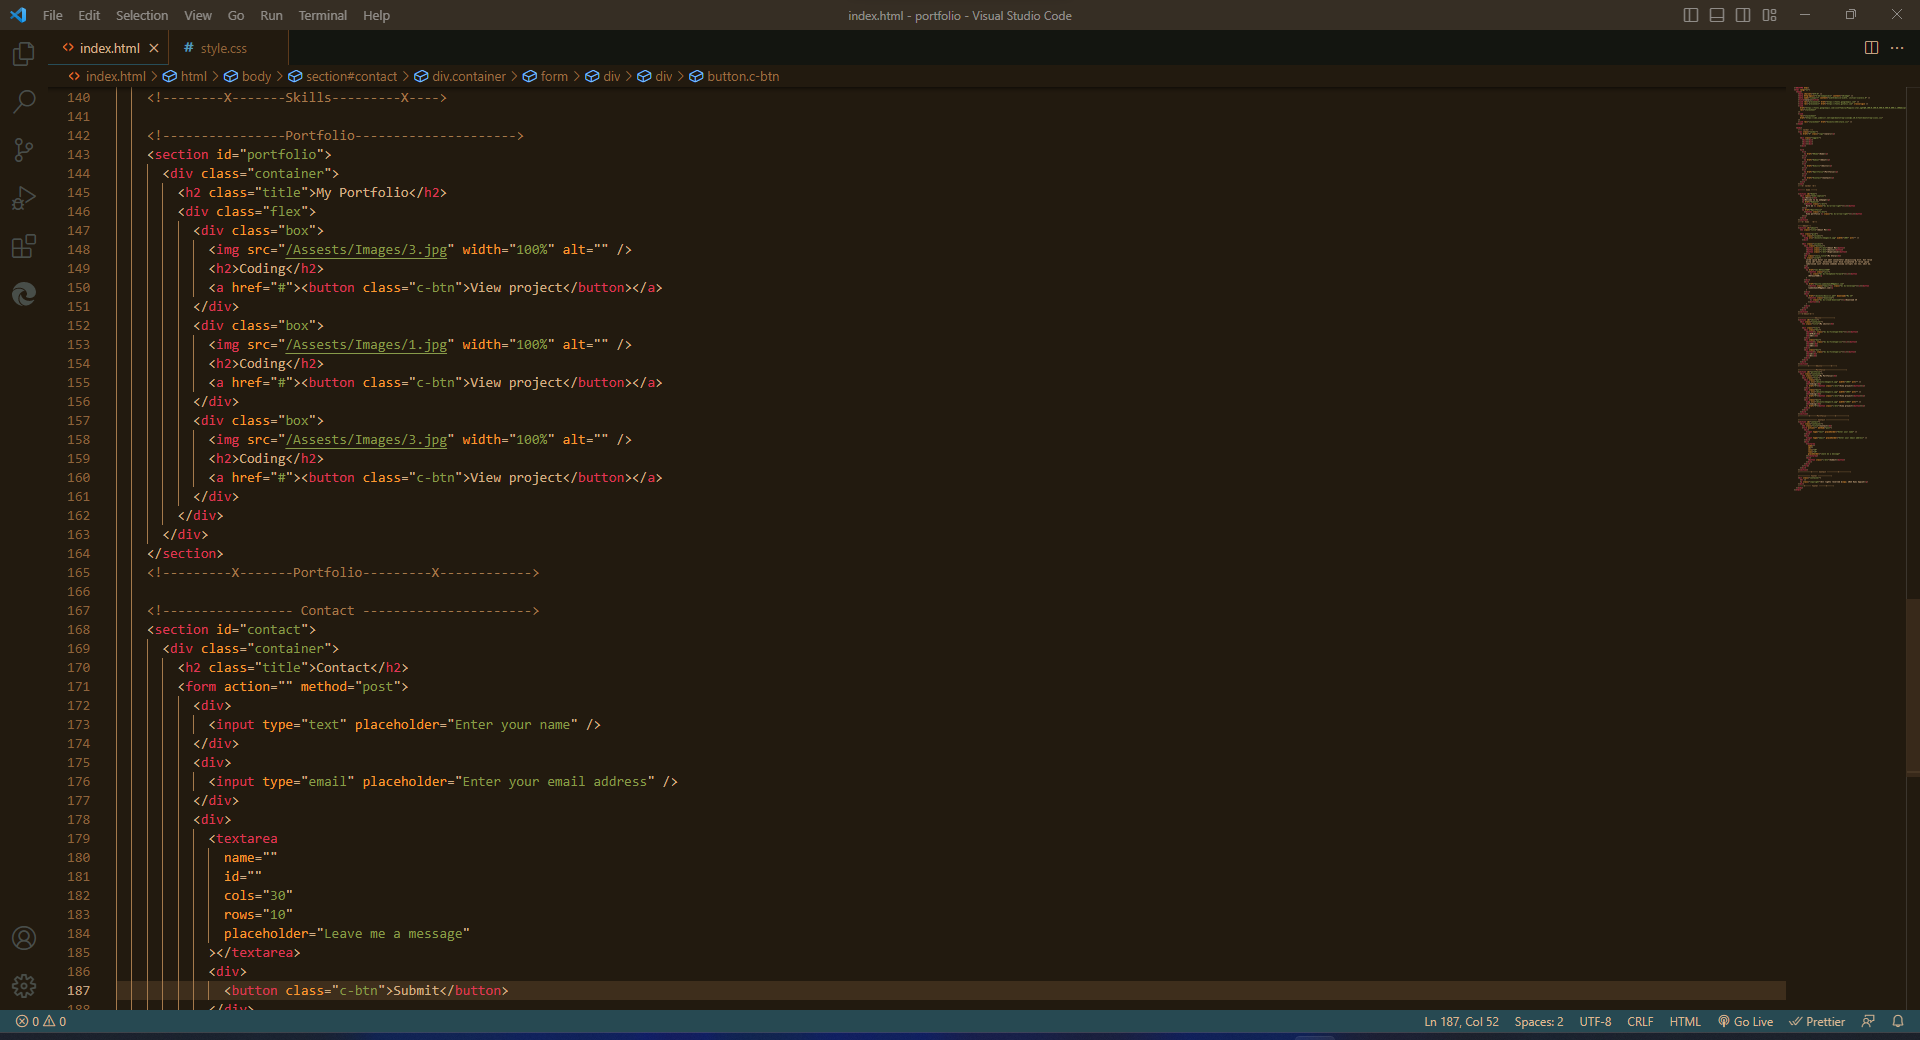 File Edit Selection View Go Run Terminal Help
index.html - portfolio - Visual Studio Code
index.html
# style.css
index.html > html > body > section#contact > div.container > form > div > div > button.c-btn
140 <!--------X-------Skills---------X---->
141
142 <!----------------Portfolio--------------------->
143 <section id="portfolio">
144 <div class="container">
145 <h2 class="title">My Portfolio</h2>
146 <div class="flex">
147 <div class="box">
148 <img src="/Assests/Images/3.jpg" width="100%" alt="" />
149 <h2>Coding</h2>
150 <a href="#"><button class="c-btn">View project</button></a>
151 </div>
152 <div class="box">
153 <img src="/Assests/Images/1.jpg" width="100%" alt="" />
154 <h2>Coding</h2>
155 <a href="#"><button class="c-btn">View project</button></a>
156 </div>
157 <div class="box">
158 <img src="/Assests/Images/3.jpg" width="100%" alt="" />
159 <h2>Coding</h2>
160 <a href="#"><button class="c-btn">View project</button></a>
161 </div>
162 </div>
163 </div>
164 </section>
165 <!---------X-------Portfolio---------X------------>
166
167 <!----------------- Contact ---------------------->
168 <section id="contact">
169 <div class="container">
170 <h2 class="title">Contact</h2>
171 <form action="" method="post">
172 <div>
173 <input type="text" placeholder="Enter your name" />
174 </div>
175 <div>
176 <input type="email" placeholder="Enter your email address" />
177 </div>
178 <div>
179 <textarea
180 name=""
181 id=""
182 cols="30"
183 rows="10"
184 placeholder="Leave me a message"
185 ></textarea>
186 <div>
187 <button class="c-btn">Submit</button>
188 </div>
0 0 Ln 187, Col 52 Spaces: 2 UTF-8 CRLF HTML Go Live Prettier